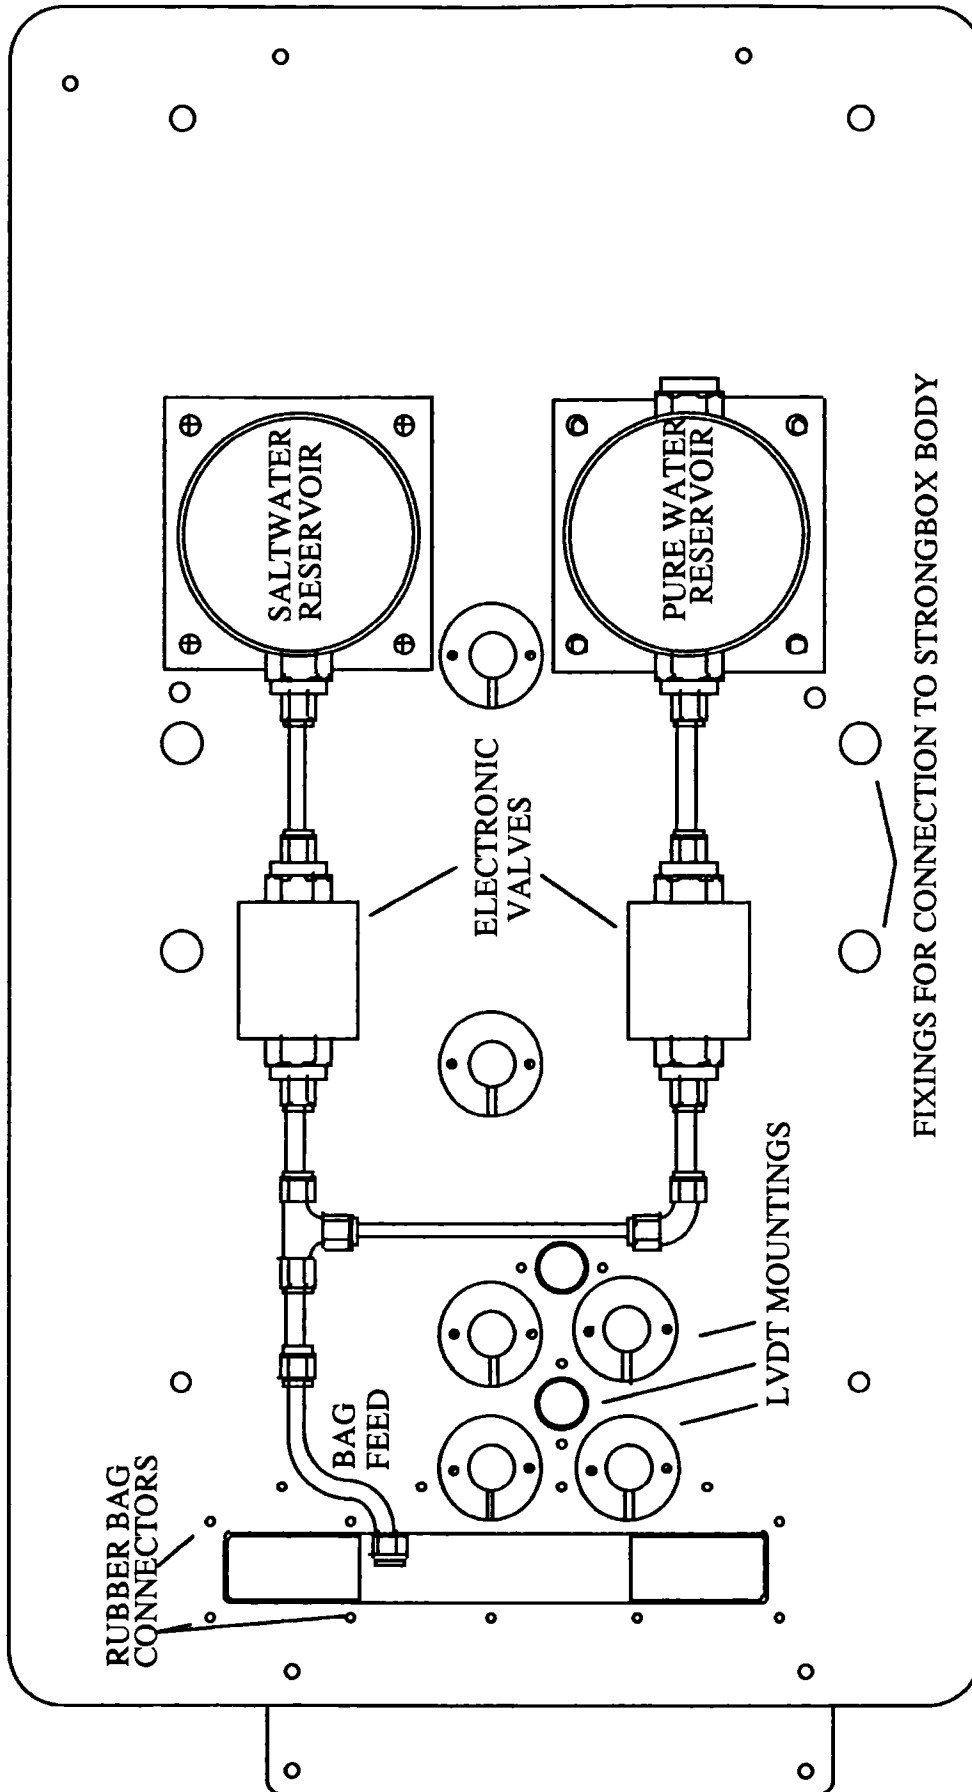 RUBBER BAG
CONNECTORS
BAG
FEED
LVDT MOUNTINGS
ELECTRONIC
VALVES
SALTWATER
RESERVOIR
PURE WATER
RESERVOIR
FIXINGS FOR CONNECTION TO STRONGBOX BODY